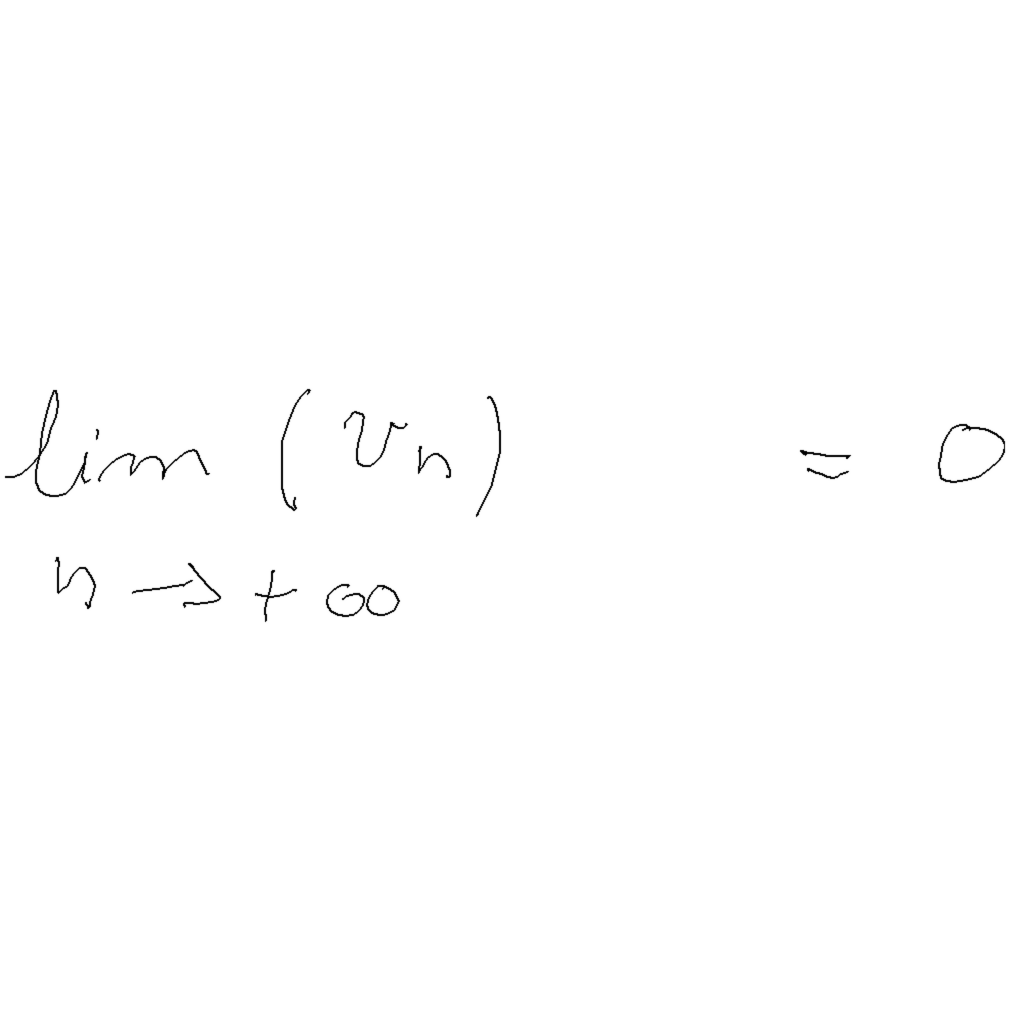 lim (vn) = 0
n → + ∞